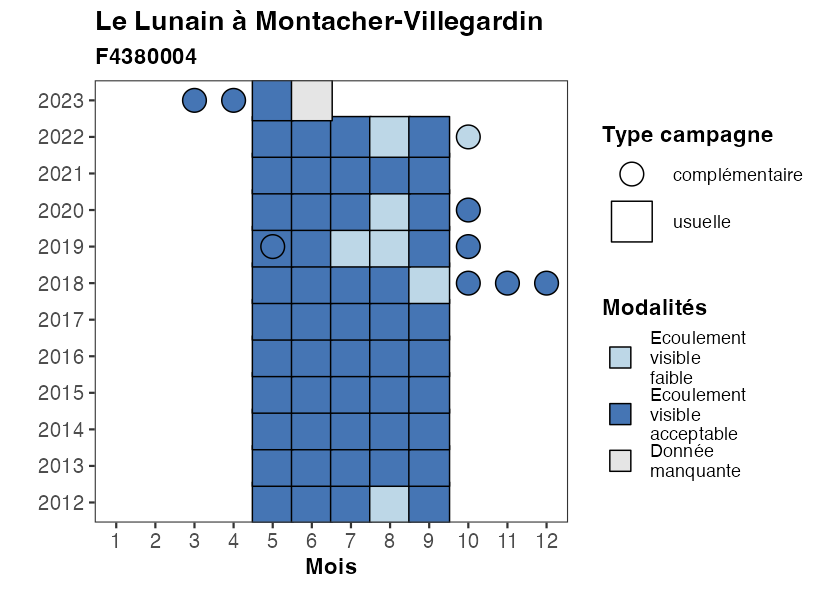 Le Lunain à Montacher-Villegardin
F4380004
2023
2022
2021
2020
2019
2018
2017
2016
2015
2014
2013
2012
1 2 3 4 5 6 7 8 9 10 11 12
Mois
Type campagne
complémentaire
usuelle
Modalités
Ecoulement
visible
faible
Ecoulement
visible
acceptable
Donnée
manquante